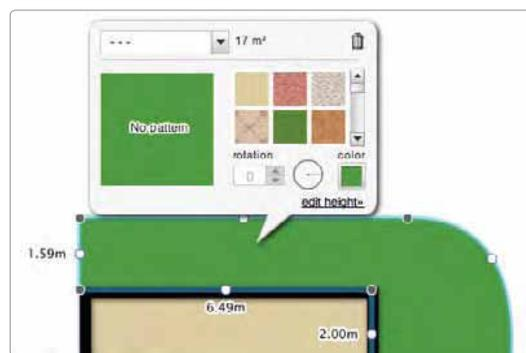 ---
17 m²
No pattern
rotation
color
0
edit height»
1.59m
6.49m
2.00m